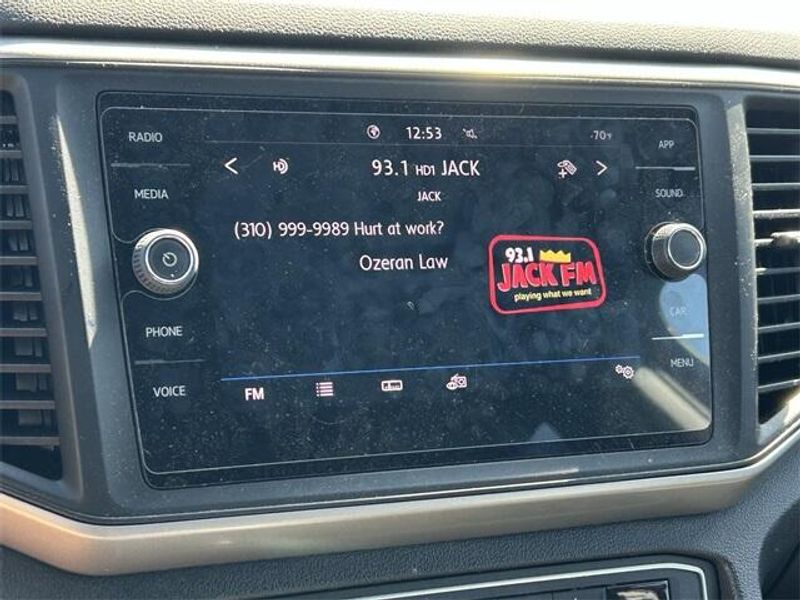 RADIO
12:53
-70°F
APP
MEDIA
93.1 HD1 JACK
SOUND
JACK
(310) 999-9989 Hurt at work?
Ozeran Law
93.1
JACK FM
playing what we want
PHONE
CAR
VOICE
FM
MENU